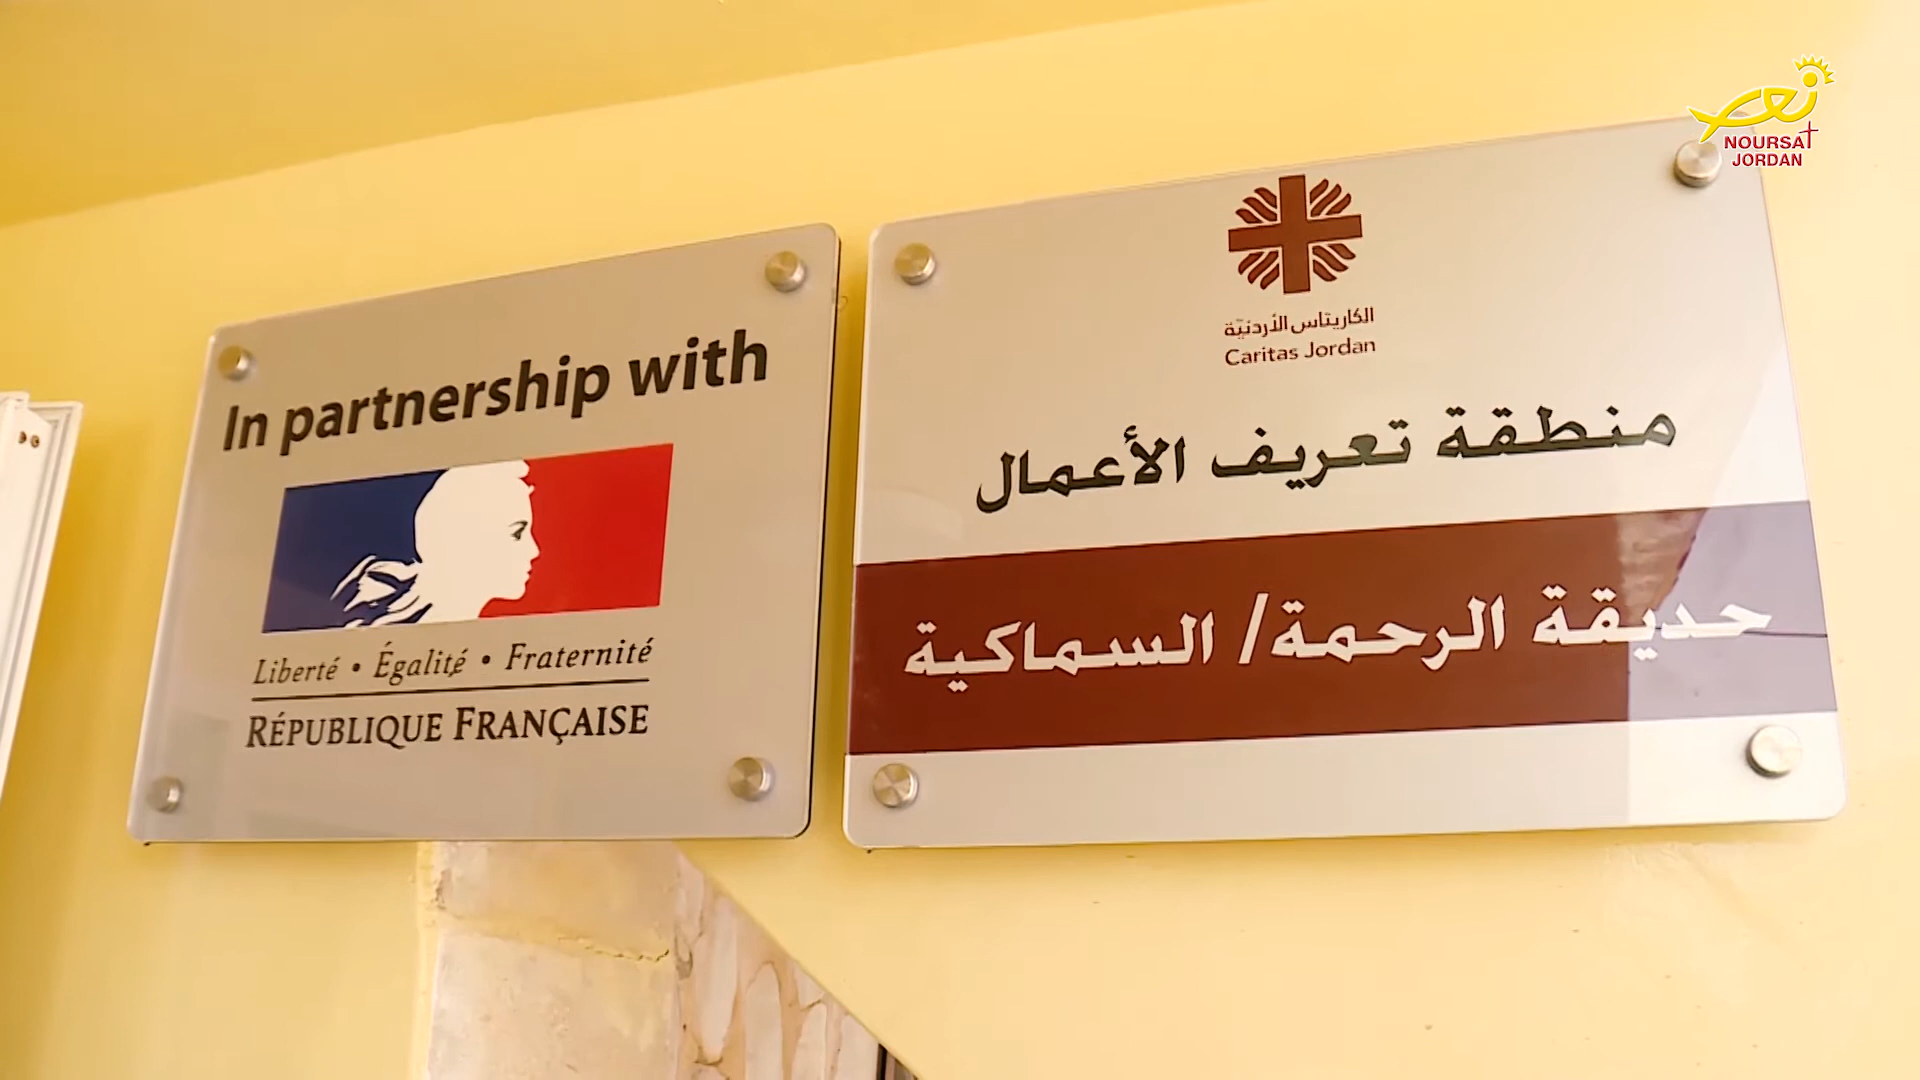 In partnership with
Liberté • Égalité • Fraternité
RÉPUBLIQUE FRANÇAISE
الكاريتاس الأردنيّة
Caritas Jordan
منطقة تعريف الأعمال
حديقة الرحمة/ السماكية
NOURSAT
JORDAN